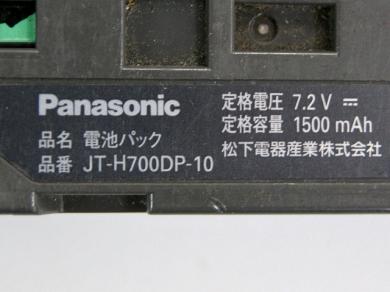 Panasonic
品名 電池パック
品番 JT-H700DP-10
定格電圧 7.2 V ⎓
定格容量 1500 mAh
松下電器産業株式会社